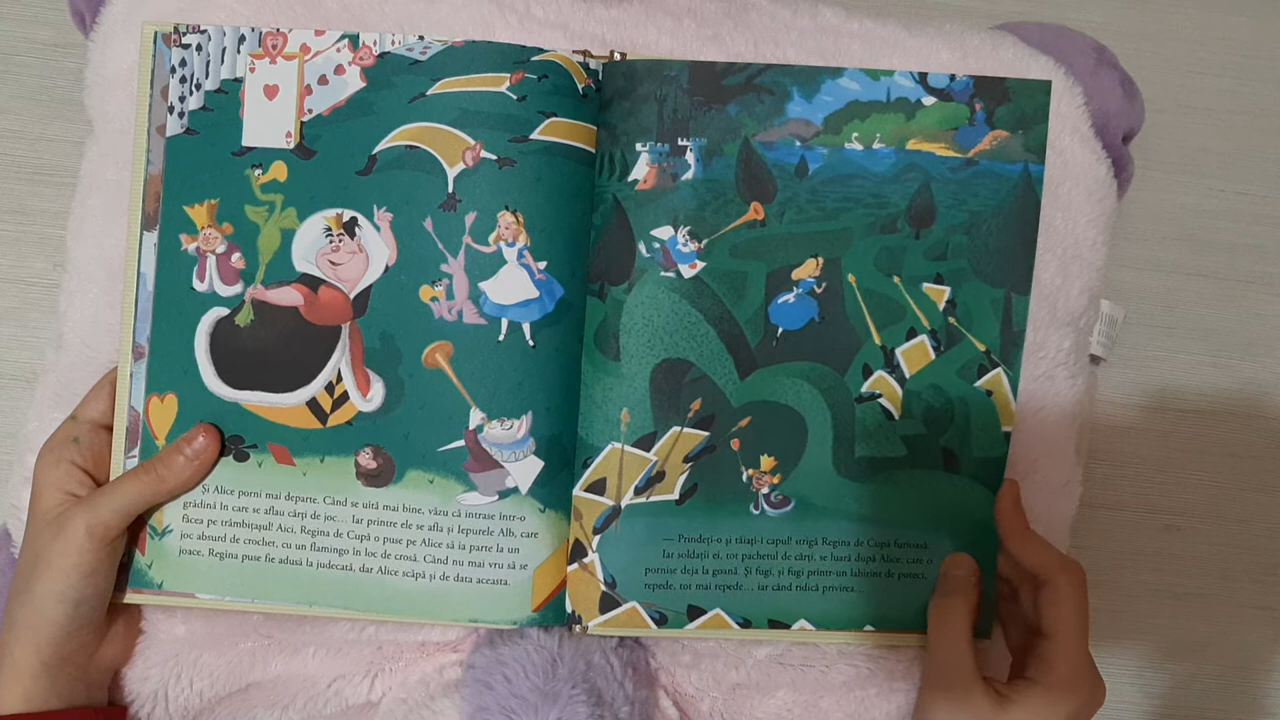 Și Alice porni mai departe. Când se uită mai bine, văzu că intrase într-o
grădină în care se aflau cărți de joc... Iar printre ele se afla și Iepurele Alb, care
făcea pe trâmbițașul! Aici, Regina de Cupă o puse pe Alice să ia parte la un
joc absurd de crochet, cu un flamingo în loc de crosă. Când nu mai vru să se
joace, Regina puse fie adusă la judecată, dar Alice scăpă și de data aceasta.
— Prindeți-o și tăiați-i capul! strigă Regina de Cupă furioasă.
Iar soldații ei, tot pachetul de cărți, se luară după Alice, care o
pornise deja la goană. Și fugi, și fugi printr-un labirint de poteci,
repede, tot mai repede... iar când ridică privirea...